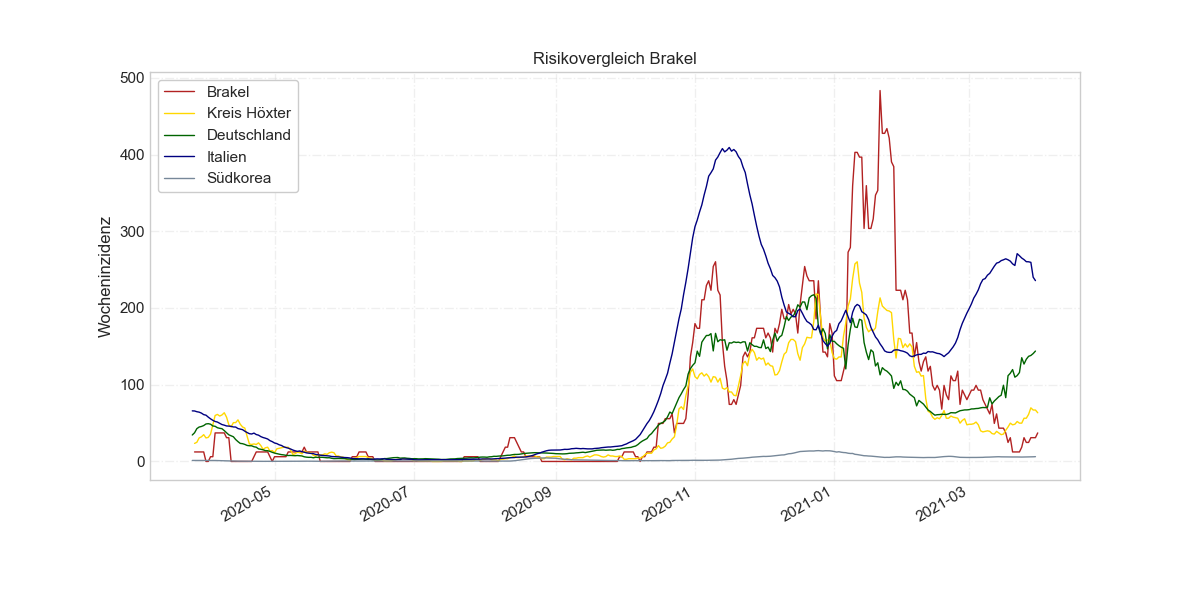 Risikovergleich Brakel
Wocheninzidenz
500
400
300
200
100
0
Brakel
Kreis Höxter
Deutschland
Italien
Südkorea
2020-05
2020-07
2020-09
2020-11
2021-01
2021-03